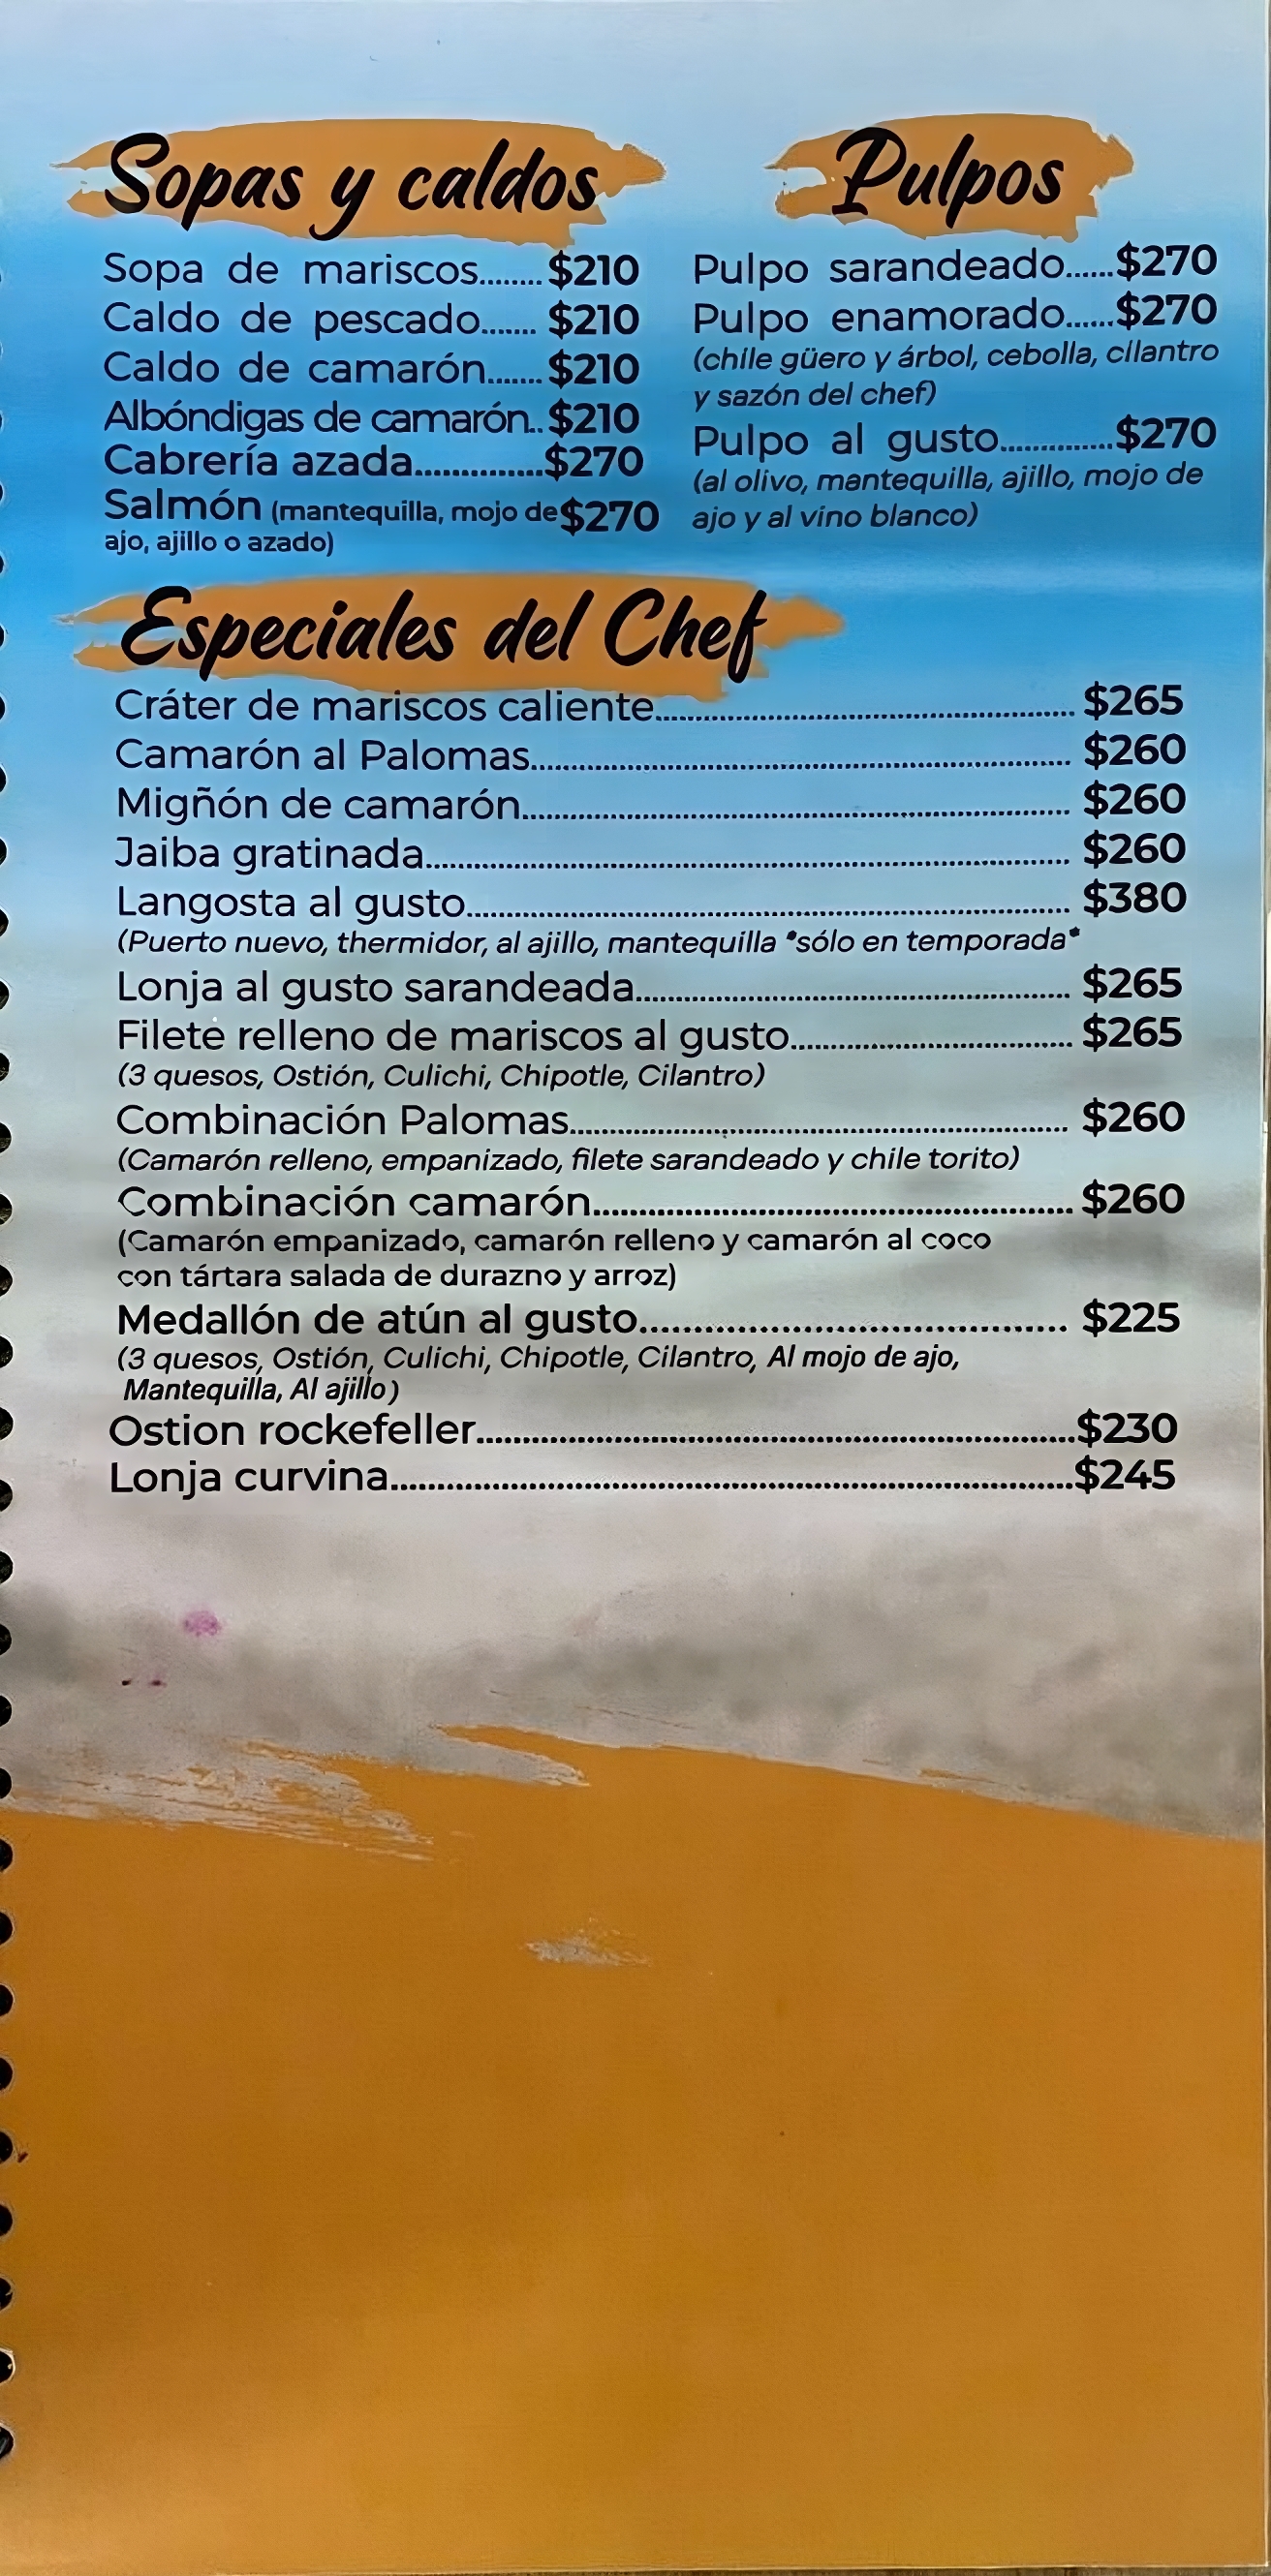 Sopas y caldos
Sopa de mariscos........$210
Caldo de pescado....... $210
Caldo de camarón.......$210
Albóndigas de camarón..$210
Cabrería azada..............$270
Salmón (mantequilla, mojo de $270
ajo, ajillo o azado)
Pulpos
Pulpo sarandeado......$270
Pulpo enamorado......$270
(chile güero y árbol, cebolla, cilantro
y sazón del chef)
Pulpo al gusto..............$270
(al olivo, mantequilla, ajillo, mojo de
ajo y al vino blanco)
Especiales del Chef
Cráter de mariscos caliente...................................................... $265
Camarón al Palomas..................................................................... $260
Migñón de camarón...................................................................... $260
Jaiba gratinada.................................................................................. $260
Langosta al gusto............................................................................. $380
(Puerto nuevo, thermidor, al ajillo, mantequilla *sólo en temporada*
Lonja al gusto sarandeada....................................................... $265
Filete relleno de mariscos al gusto................................... $265
(3 quesos, Ostión, Culichi, Chipotle, Cilantro)
Combinación Palomas............................................................... $260
(Camarón relleno, empanizado, filete sarandeado y chile torito)
Combinación camarón.................................................... $260
(Camarón empanizado, camarón relleno y camarón al coco
con tártara salada de durazno y arroz)
Medallón de atún al gusto..................................... $225
(3 quesos, Ostión, Culichi, Chipotle, Cilantro, Al mojo de ajo,
Mantequilla, Al ajillo)
Ostion rockefeller.................................................................$230
Lonja curvina..........................................................................$245